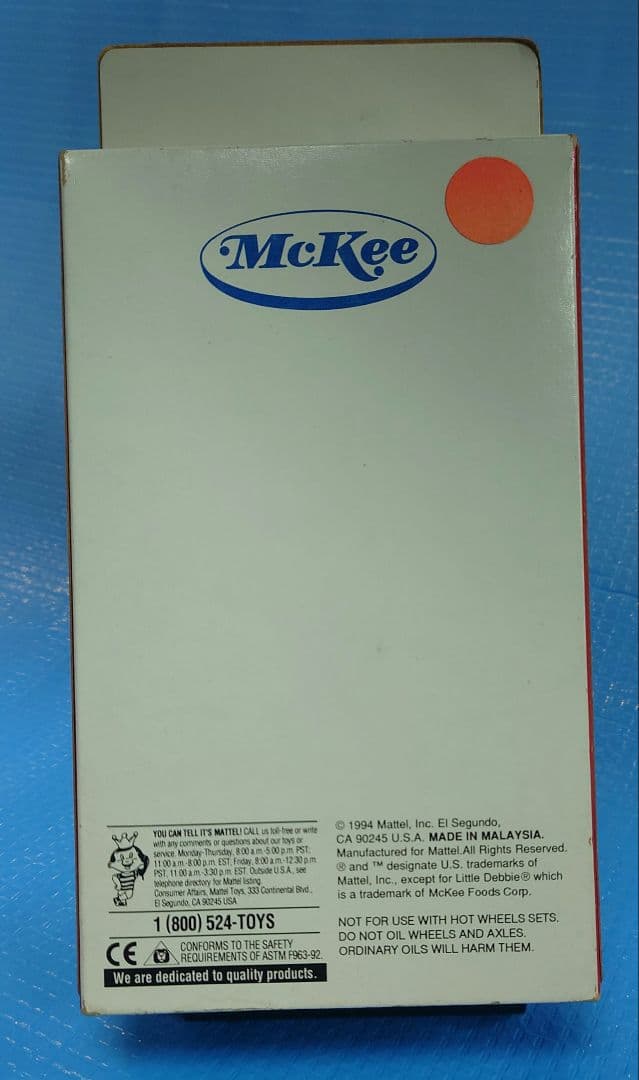 McKee
YOU CAN TELL IT'S MATTEL! CALL us toll-free or write
with any comments or questions about our toys or
service. Monday-Thursday, 8:00 a.m.-5:00 p.m. PST;
11:00 a.m.-8:00 p.m. EST; Friday, 8:00 a.m.-12:30 p.m.
PST, 11:00 a.m.-3:30 p.m. EST. Outside U.S.A., see
telephone directory for Mattel listing.
Consumer Affairs, Mattel Toys, 333 Continental Blvd.,
El Segundo, CA 90245 USA
1 (800) 524-TOYS
CE
CONFORMS TO THE SAFETY
REQUIREMENTS OF ASTM F963-92.
We are dedicated to quality products.
© 1994 Mattel, Inc. El Segundo,
CA 90245 U.S.A. MADE IN MALAYSIA.
Manufactured for Mattel.All Rights Reserved.
® and ™ designate U.S. trademarks of
Mattel, Inc., except for Little Debbie® which
is a trademark of McKee Foods Corp.
NOT FOR USE WITH HOT WHEELS SETS.
DO NOT OIL WHEELS AND AXLES.
ORDINARY OILS WILL HARM THEM.